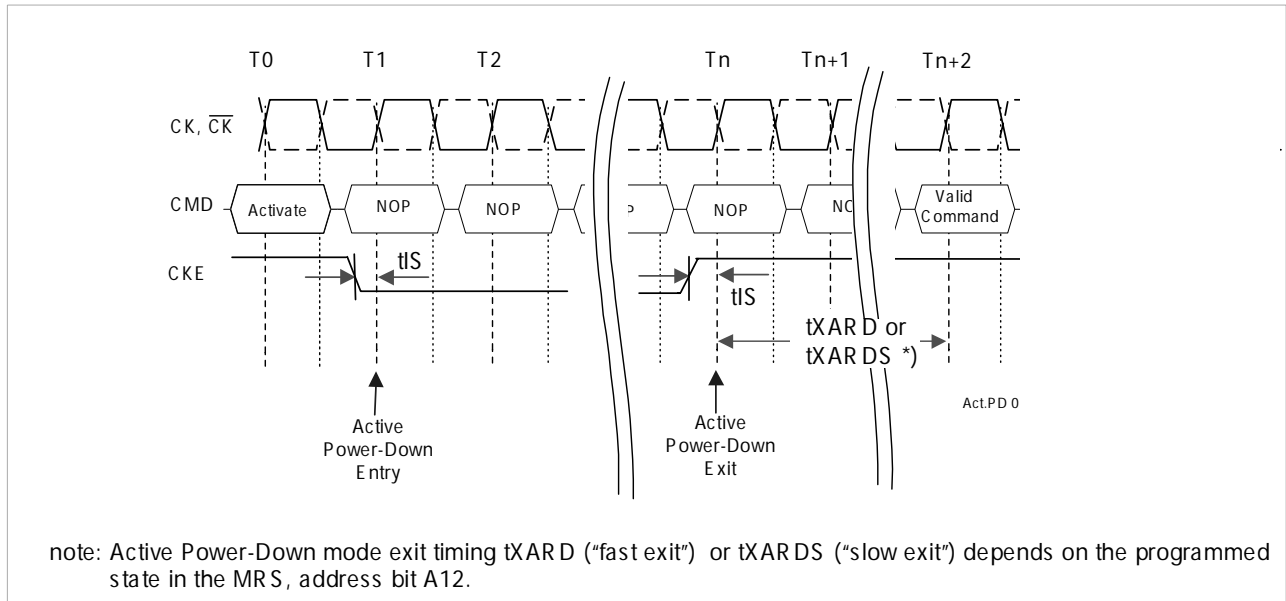 T0 T1 T2 Tn Tn+1 Tn+2
CK, CK
CMD Activate NOP NOP NOP Valid
Command
CKE tIS
tIS
tXARD or
tXARDS *)
Act.PD 0
Active
Power-Down
Entry
Active
Power-Down
Exit
note: Active Power-Down mode exit timing tXARD (“fast exit”) or tXARDS (“slow exit”) depends on the programmed
state in the MRS, address bit A12.